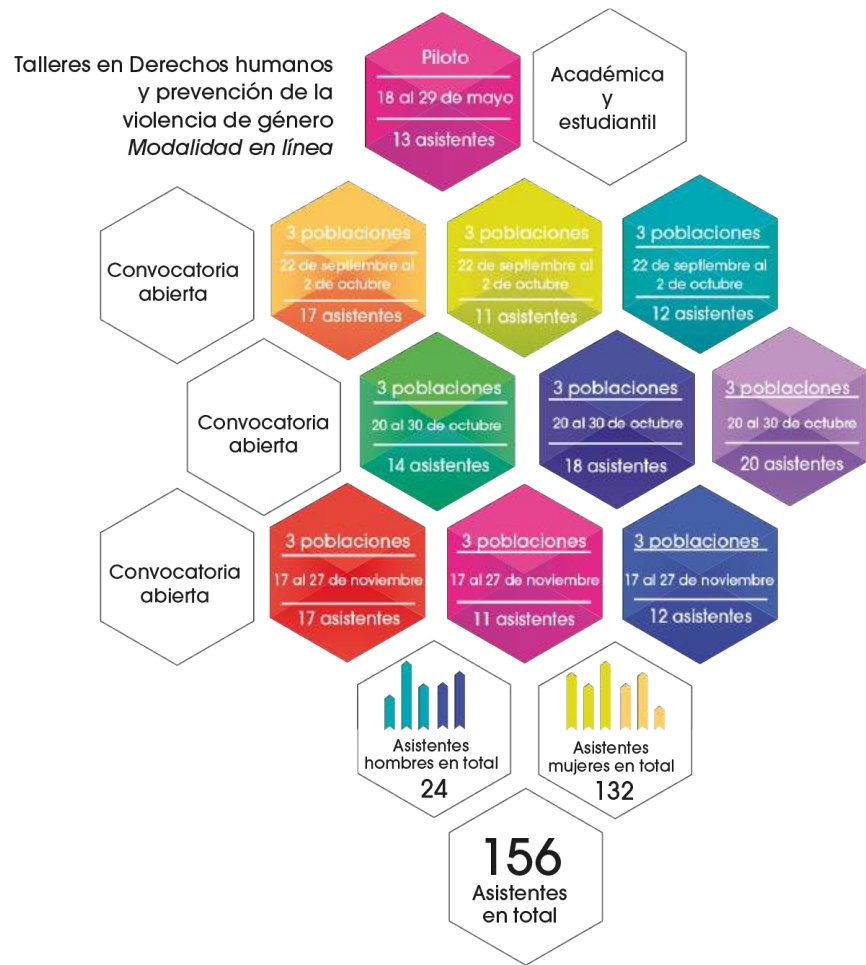 Talleres en Derechos humanos
y prevención de la
violencia de género
Modalidad en línea
Piloto
18 al 29 de mayo
13 asistentes
Académica
y
estudiantil
Convocatoria
abierta
3 poblaciones
22 de septiembre al
2 de octubre
17 asistentes
3 poblaciones
22 de septiembre al
2 de octubre
11 asistentes
3 poblaciones
22 de septiembre al
2 de octubre
12 asistentes
Convocatoria
abierta
3 poblaciones
20 al 30 de octubre
14 asistentes
3 poblaciones
20 al 30 de octubre
18 asistentes
3 poblaciones
20 al 30 de octubre
20 asistentes
Convocatoria
abierta
3 poblaciones
17 al 27 de noviembre
17 asistentes
3 poblaciones
17 al 27 de noviembre
11 asistentes
3 poblaciones
17 al 27 de noviembre
12 asistentes
Asistentes
hombres en total
24
Asistentes
mujeres en total
132
156
Asistentes
en total